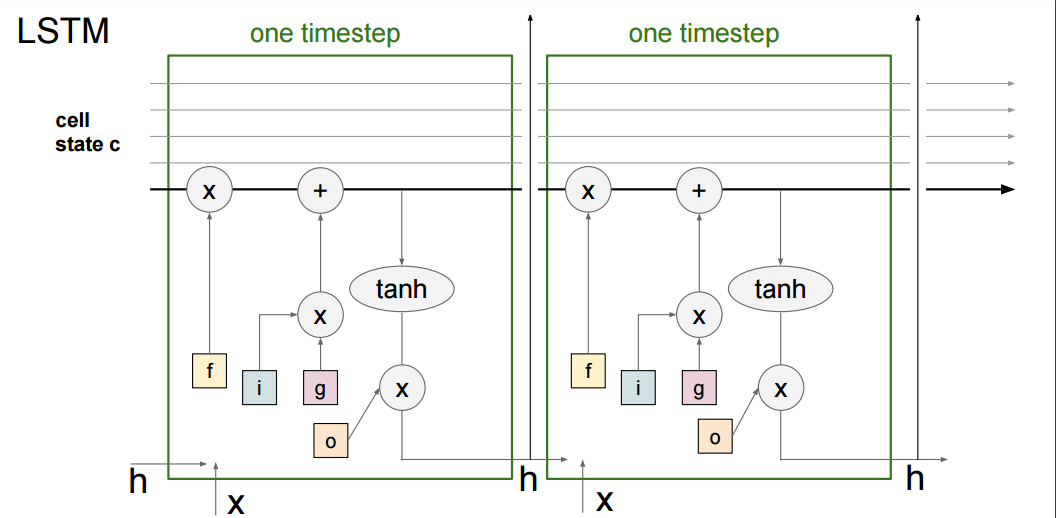 LSTM
one timestep
one timestep
cell
state c
x
+
x
+
tanh
tanh
x
x
f
i
g
x
f
i
g
x
o
o
h
x
h
x
h